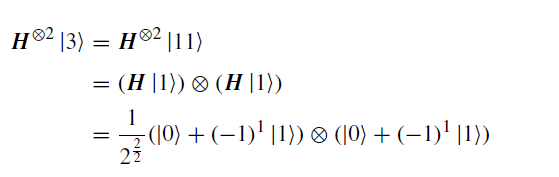 H⊗2 |3⟩ = H⊗2 |11⟩
= (H |1⟩) ⊗ (H |1⟩)
= 1/2^(2/2) (|0⟩ + (−1)^1 |1⟩) ⊗ (|0⟩ + (−1)^1 |1⟩)